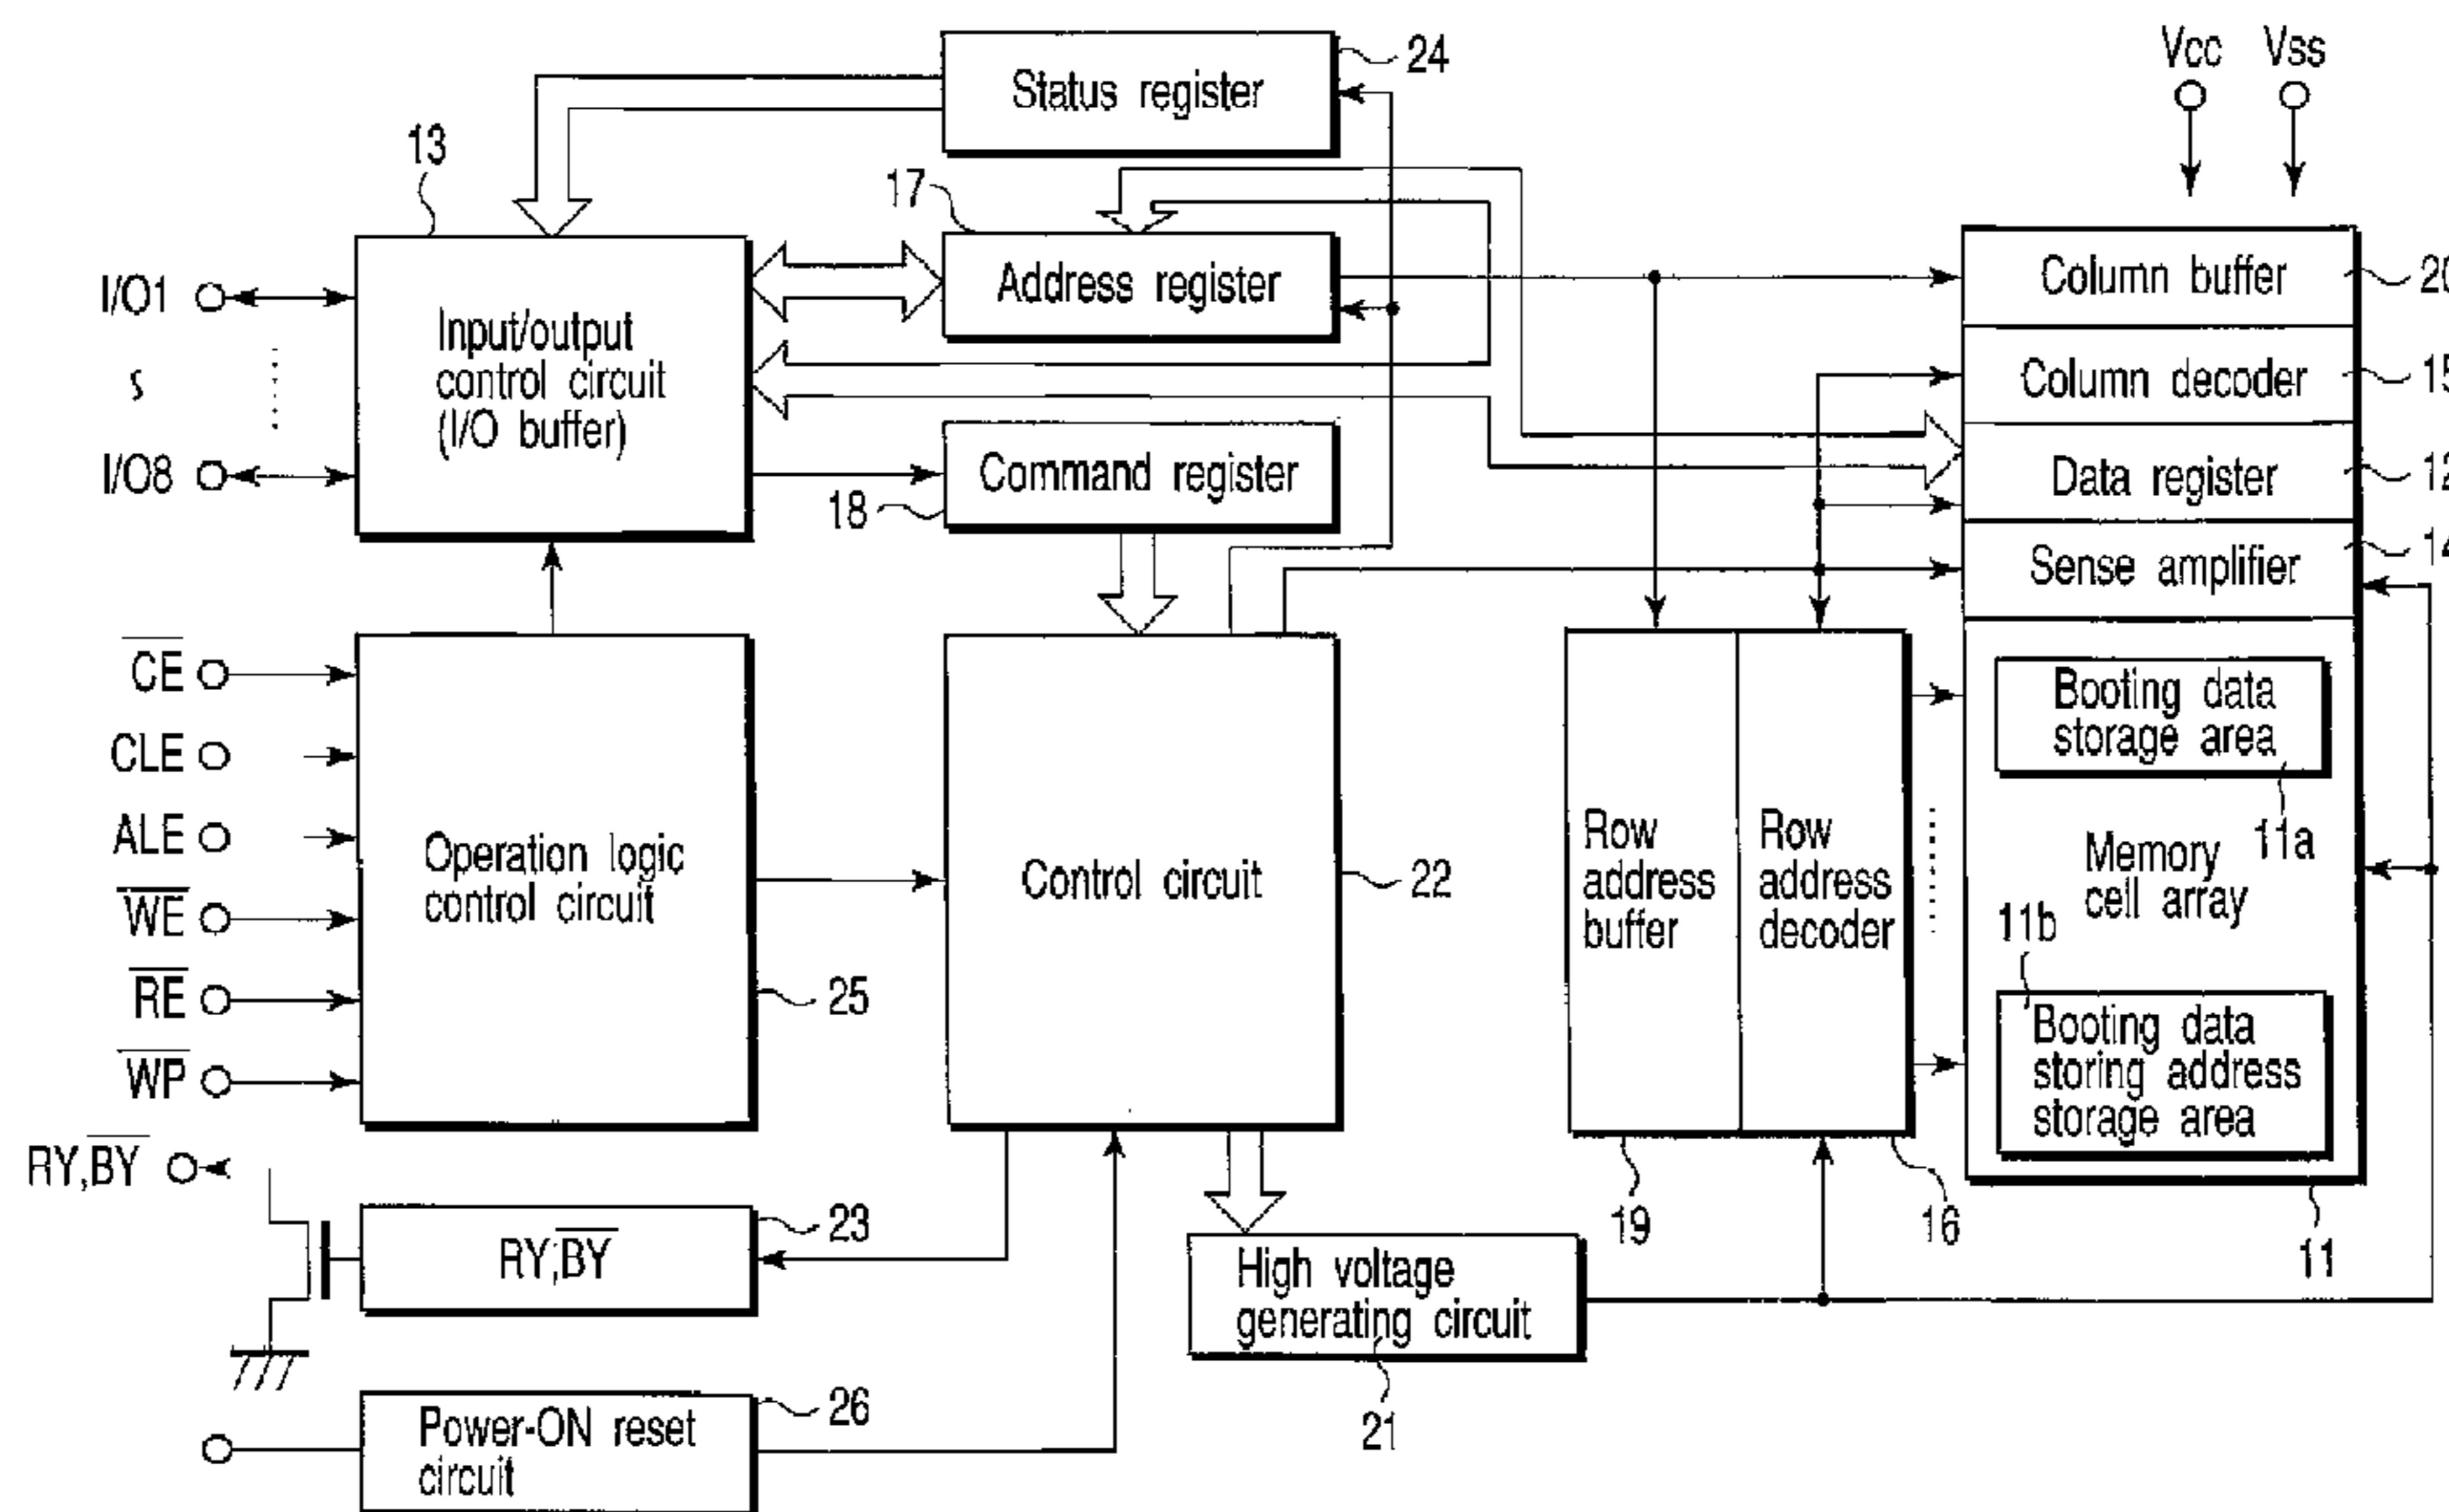 Status register
24
Vcc
Vss
13
17
Input/output
control circuit
(I/O buffer)
Address register
I/O1
I/O8
Command register
18
Column buffer
20
Column decoder
15
Data register
12
Sense amplifier
14
CE
CLE
ALE
WE
RE
WP
Operation logic
control circuit
25
Control circuit
22
Row
address
buffer
19
Row
address
decoder
16
Booting data
storage area
11a
Memory
cell array
11b
Booting data
storing address
storage area
11
RY,BY
RY,BY
23
High voltage
generating circuit
21
Power-ON reset
circuit
26